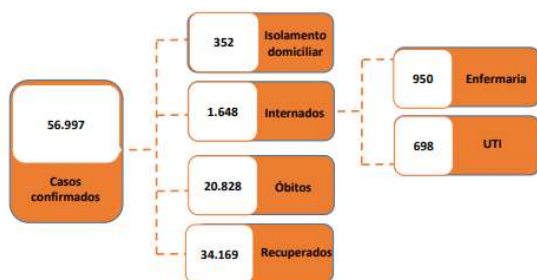 56.997
Casos
confirmados
352
Isolamento
domiciliar
1.648
Internados
20.828
Óbitos
34.169
Recuperados
950
Enfermaria
698
UTI